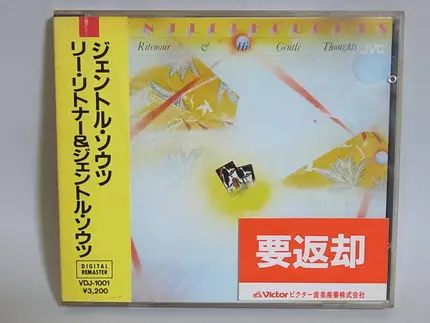 ジェントル・ソウツ
リー・リトナー&ジェントル・ソウツ
DIGITAL
REMASTER
VDJ-1001
¥3,200
Ritenour & His Gentle Thoughts
JVC
要返却
Victor ビクター音楽産業株式会社